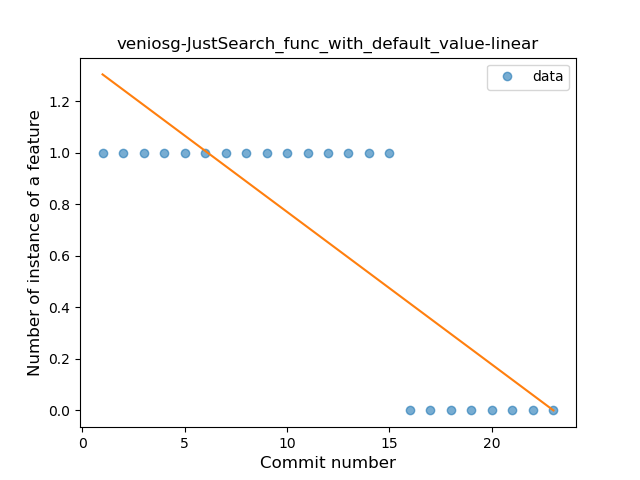 veniosg-JustSearch_func_with_default_value-linear
data
Number of instance of a feature
1.2
1.0
0.8
0.6
0.4
0.2
0.0
0 5 10 15 20
Commit number